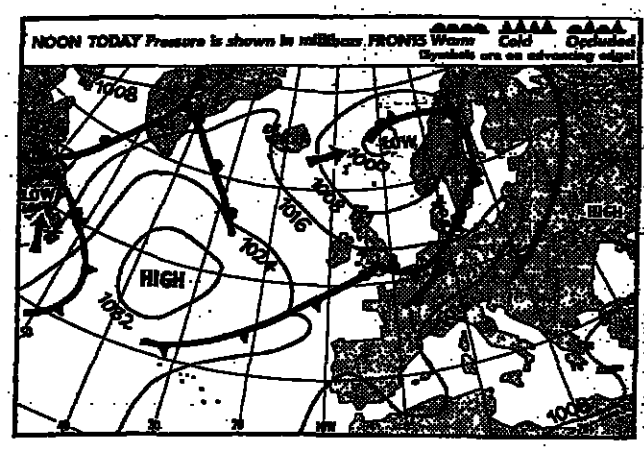 NOON TODAY Pressure is shown in FRONTS Warm Cold Occluded
Symbols are on advancing edge
1008
LOW
1000
LOW
1008
1016
HIGH
1024
HIGH
1032
1008